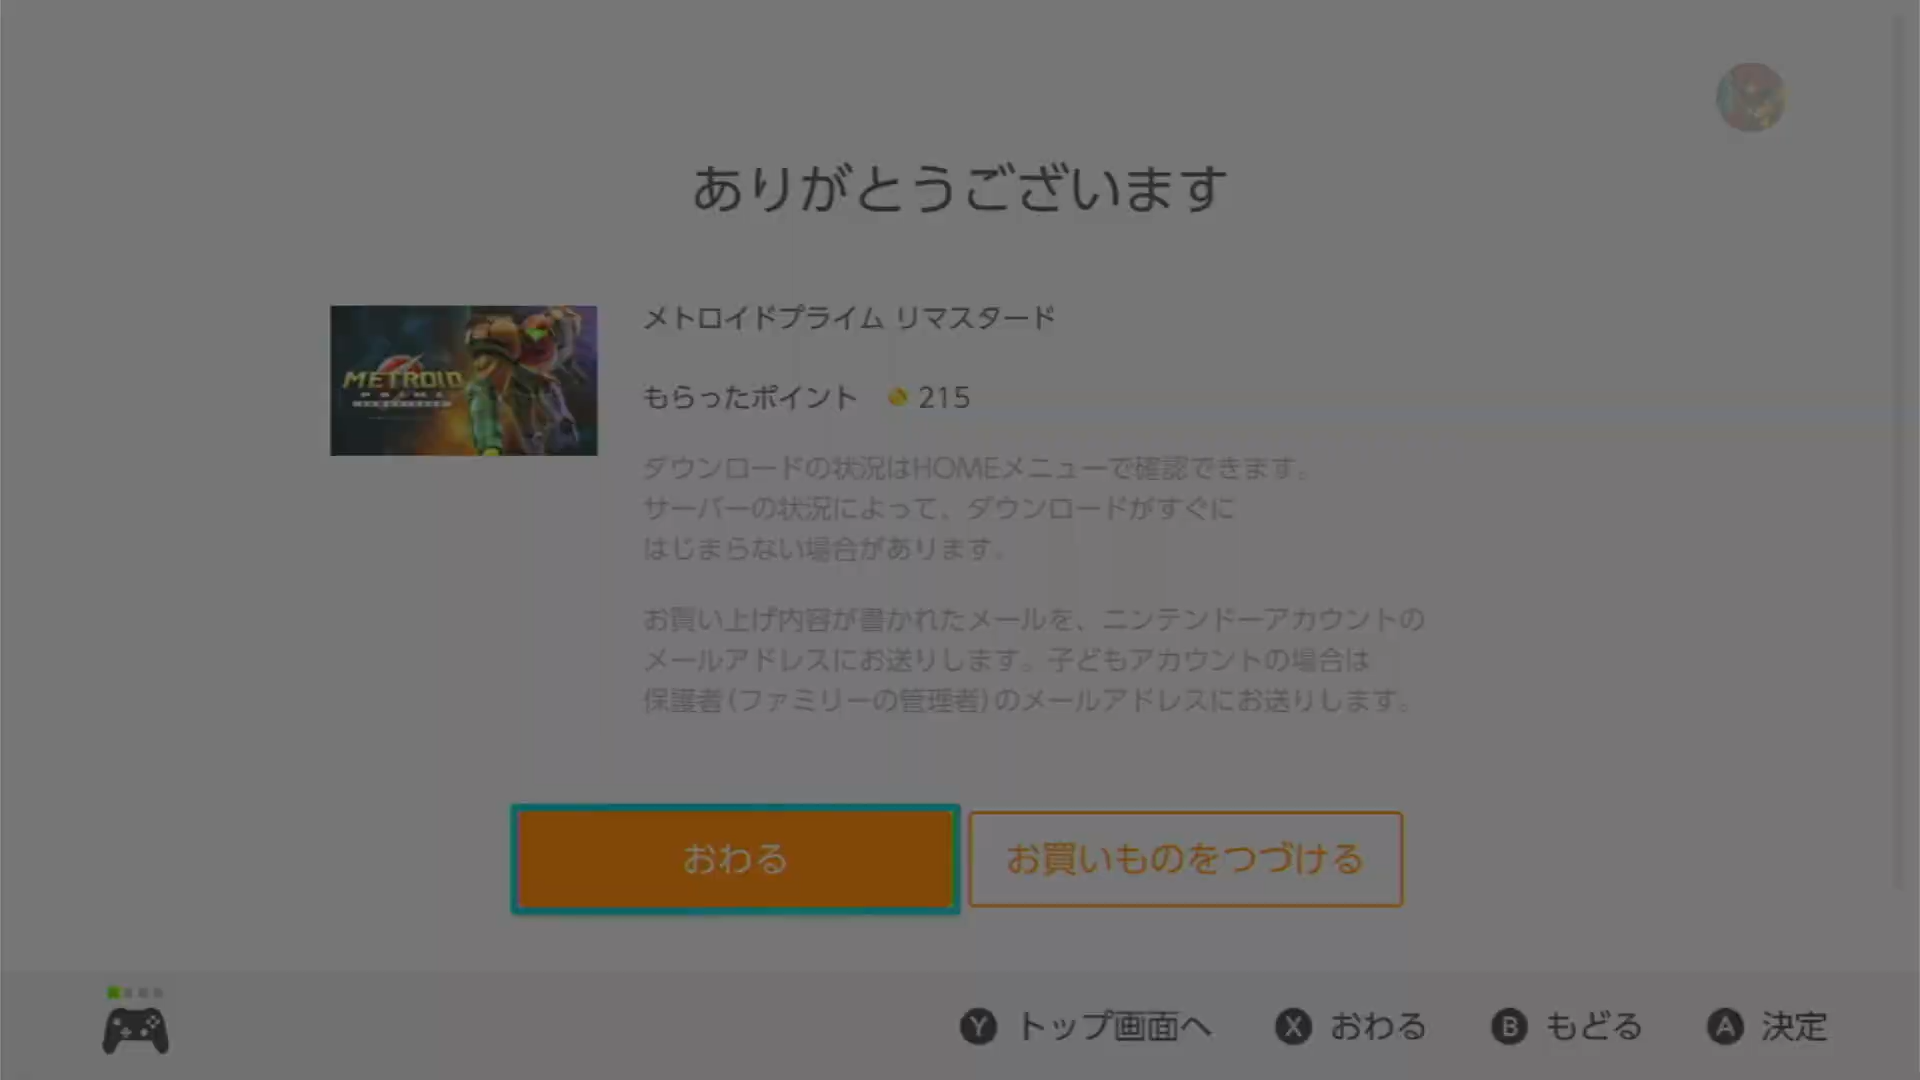 ありがとうございます
メトロイドプライム リマスタード
METROID
PRIME
もらったポイント 215
ダウンロードの状況はHOMEメニューで確認できます。
サーバーの状況によって、ダウンロードがすぐに
はじまらない場合があります。
お買い上げ内容が書かれたメールを、ニンテンドーアカウントの
メールアドレスにお送りします。子どもアカウントの場合は
保護者(ファミリーの管理者)のメールアドレスにお送りします。
おわる
お買いものをつづける
Y トップ画面へ X おわる B もどる A 決定